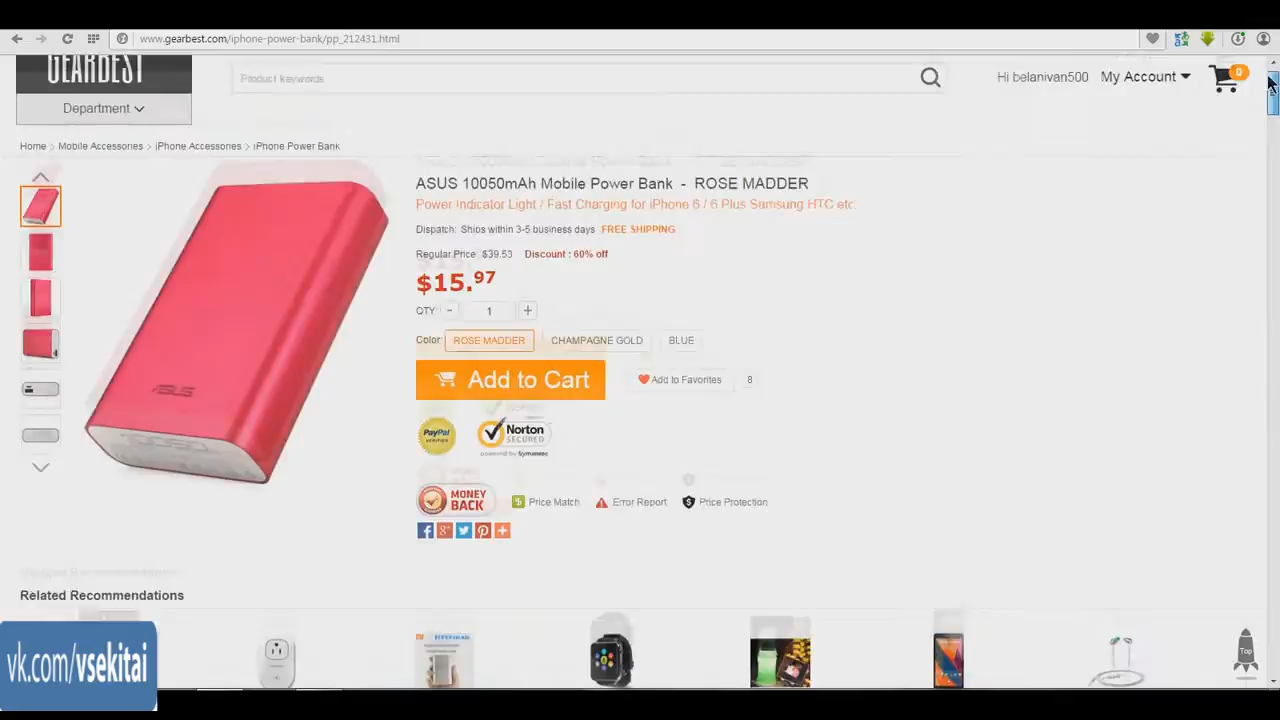 www.gearbest.com/iphone-power-bank/pp_212431.html
GEARBEST
Product keywords
Hi belanivan500 My Account 0
Department
Home > Mobile Accessories > iPhone Accessories > iPhone Power Bank
ASUS 10050mAh Mobile Power Bank - ROSE MADDER
Power Indicator Light / Fast Charging for iPhone 6 / 6 Plus Samsung HTC etc.
Dispatch: Ships within 3-5 business days FREE SHIPPING
Regular Price $39.53 Discount : 60% off
$15.97
QTY - 1 +
Color: ROSE MADDER CHAMPAGNE GOLD BLUE
Add to Cart Add to Favorites 8
ASUS
PayPal VERIFIED
Norton SECURED
powered by Symantec
MONEY BACK Price Match Error Report Price Protection
Related Recommendations
Top
vk.com/vsekitai